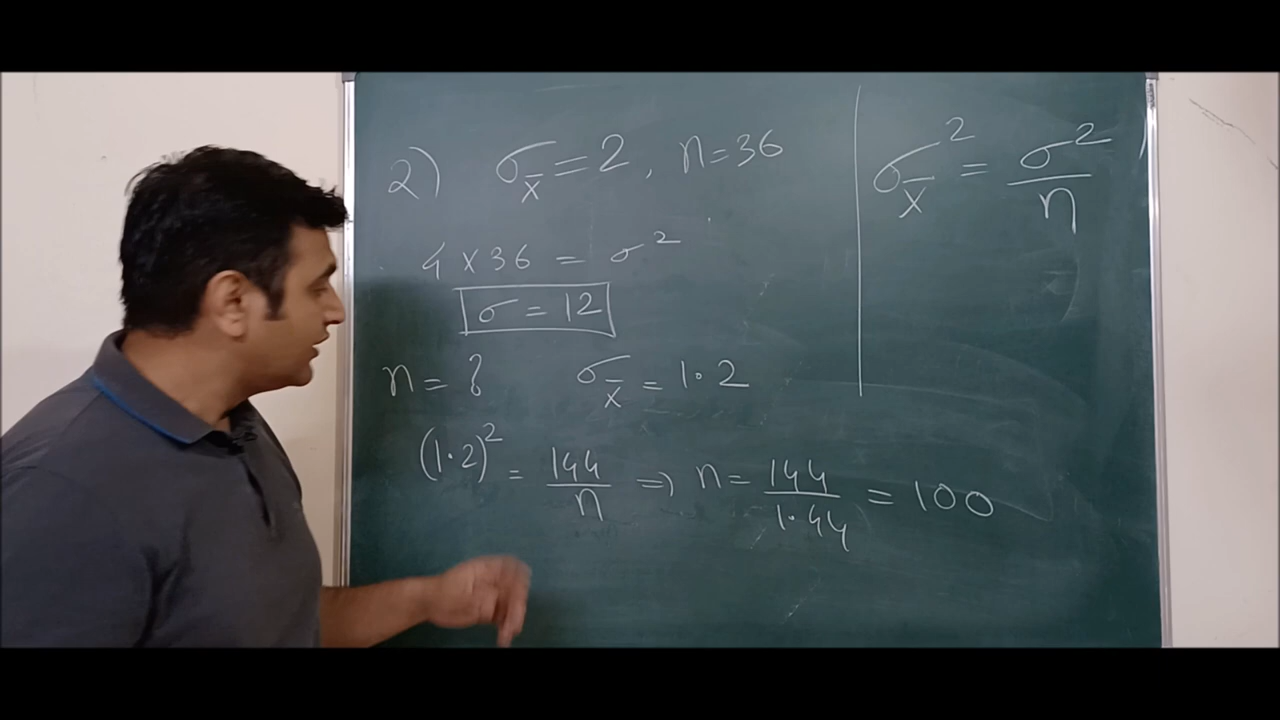 2) σx̄ = 2, n = 36
4 x 36 = σ²
σ = 12
n = ? σx̄ = 1·2
(1·2)² = 144/n ⇒ n = 144/1·44 = 100
σx̄² = σ²/n